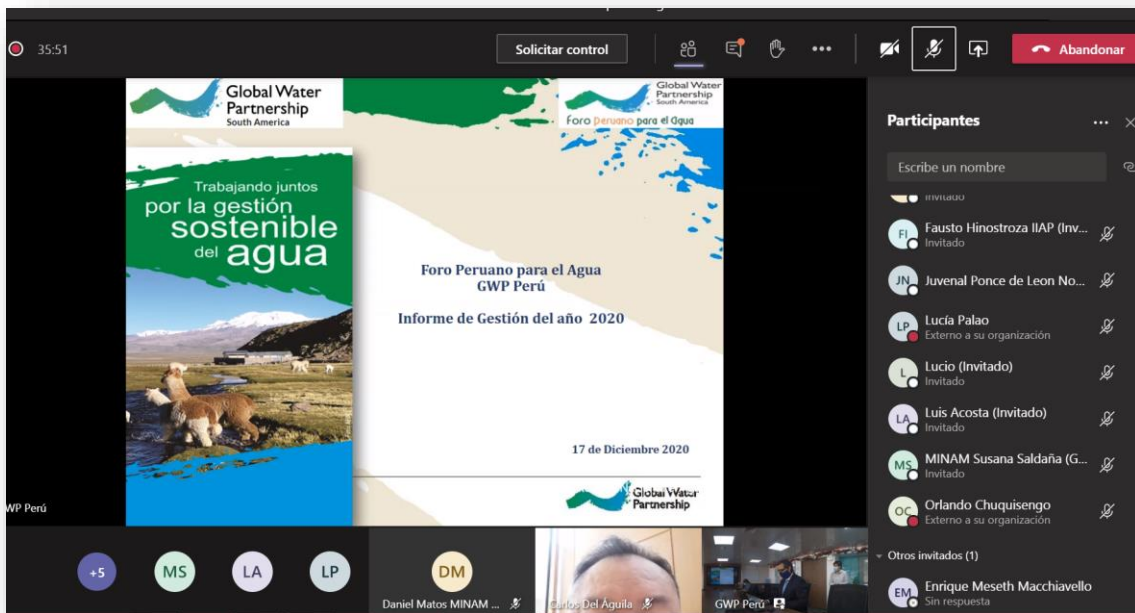 35:51
Solicitar control
Abandonar
Global Water
Partnership
South America
Global Water
Partnership
South America
Foro Peruano para el Agua
Trabajando juntos
por la gestión
sostenible
del agua
Foro Peruano para el Agua
GWP Perú
Informe de Gestión del año 2020
17 de Diciembre 2020
Global Water
Partnership
WP Perú
Participantes
Escribe un nombre
Invitado
FI
Fausto Hinostroza IIAP (Inv...
Invitado
JN
Juvenal Ponce de Leon No...
LP
Lucía Palao
Externo a su organización
L
Lucio (Invitado)
Invitado
LA
Luis Acosta (Invitado)
Invitado
MS
MINAM Susana Saldaña (G...
Invitado
OC
Orlando Chuquisengo
Externo a su organización
Otros invitados (1)
EM
Enrique Meseth Macchiavello
Sin respuesta
+5
MS
LA
LP
DM
Daniel Matos MINAM ...
Carlos Del Águila
GWP Perú